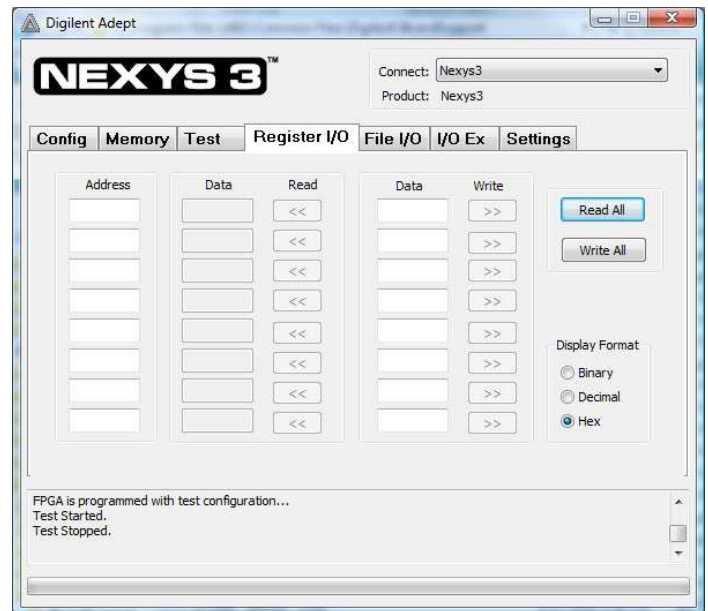 Digilent Adept
NEXYS 3™
Connect: Nexys3
Product: Nexys3
Config Memory Test Register I/O File I/O I/O Ex Settings
Address Data Read Data Write
<< >>
<< >>
<< >>
<< >>
<< >>
<< >>
<< >>
<< >>
Read All
Write All
Display Format
Binary
Decimal
Hex
FPGA is programmed with test configuration...
Test Started.
Test Stopped.